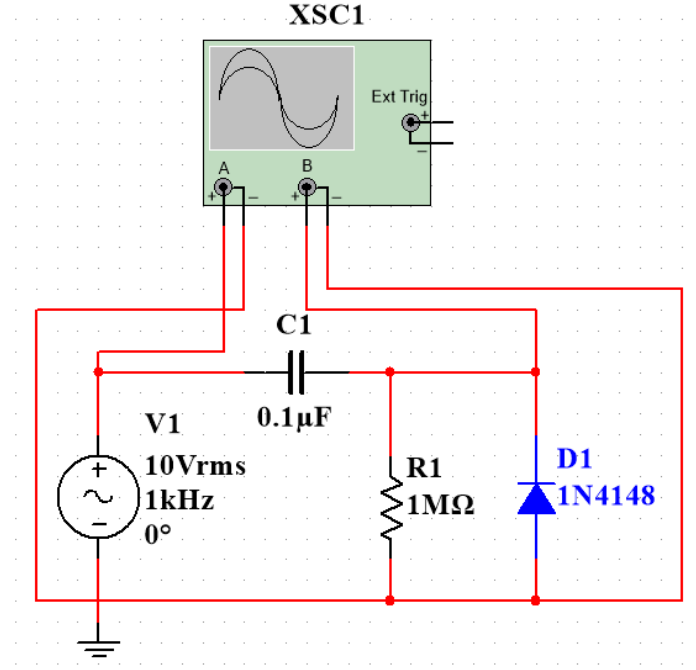 XSC1
Ext Trig
+
−
A
B
+
−
+
−
C1
0.1µF
V1
10Vrms
1kHz
0°
+
−
R1
1MΩ
D1
1N4148